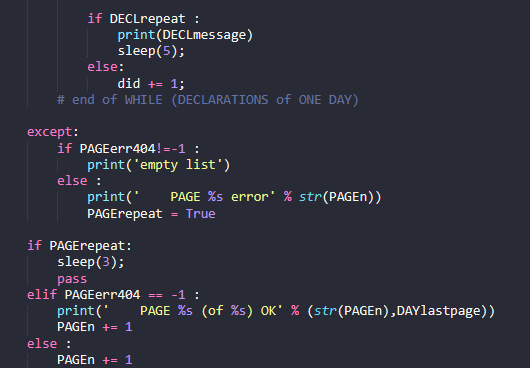 if DECLrepeat :
print(DECLmessage)
sleep(5);
else:
did += 1;
# end of WHILE (DECLARATIONS of ONE DAY)
except:
if PAGEerr404!=-1 :
print('empty list')
else :
print('    PAGE %s error' % str(PAGEn))
PAGErepeat = True
if PAGErepeat:
sleep(3);
pass
elif PAGEerr404 == -1 :
print('    PAGE %s (of %s) OK' % (str(PAGEn),DAYlastpage))
PAGEn += 1
else :
PAGEn += 1